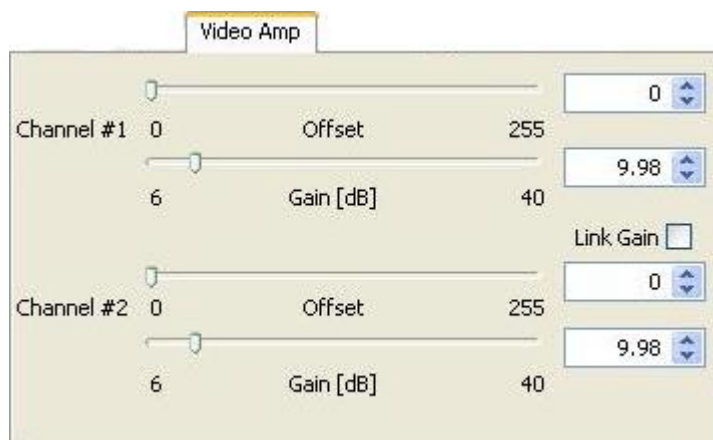 Video Amp
0
Channel #1 0 Offset 255
9.98
6 Gain [dB] 40
Link Gain
0
Channel #2 0 Offset 255
9.98
6 Gain [dB] 40